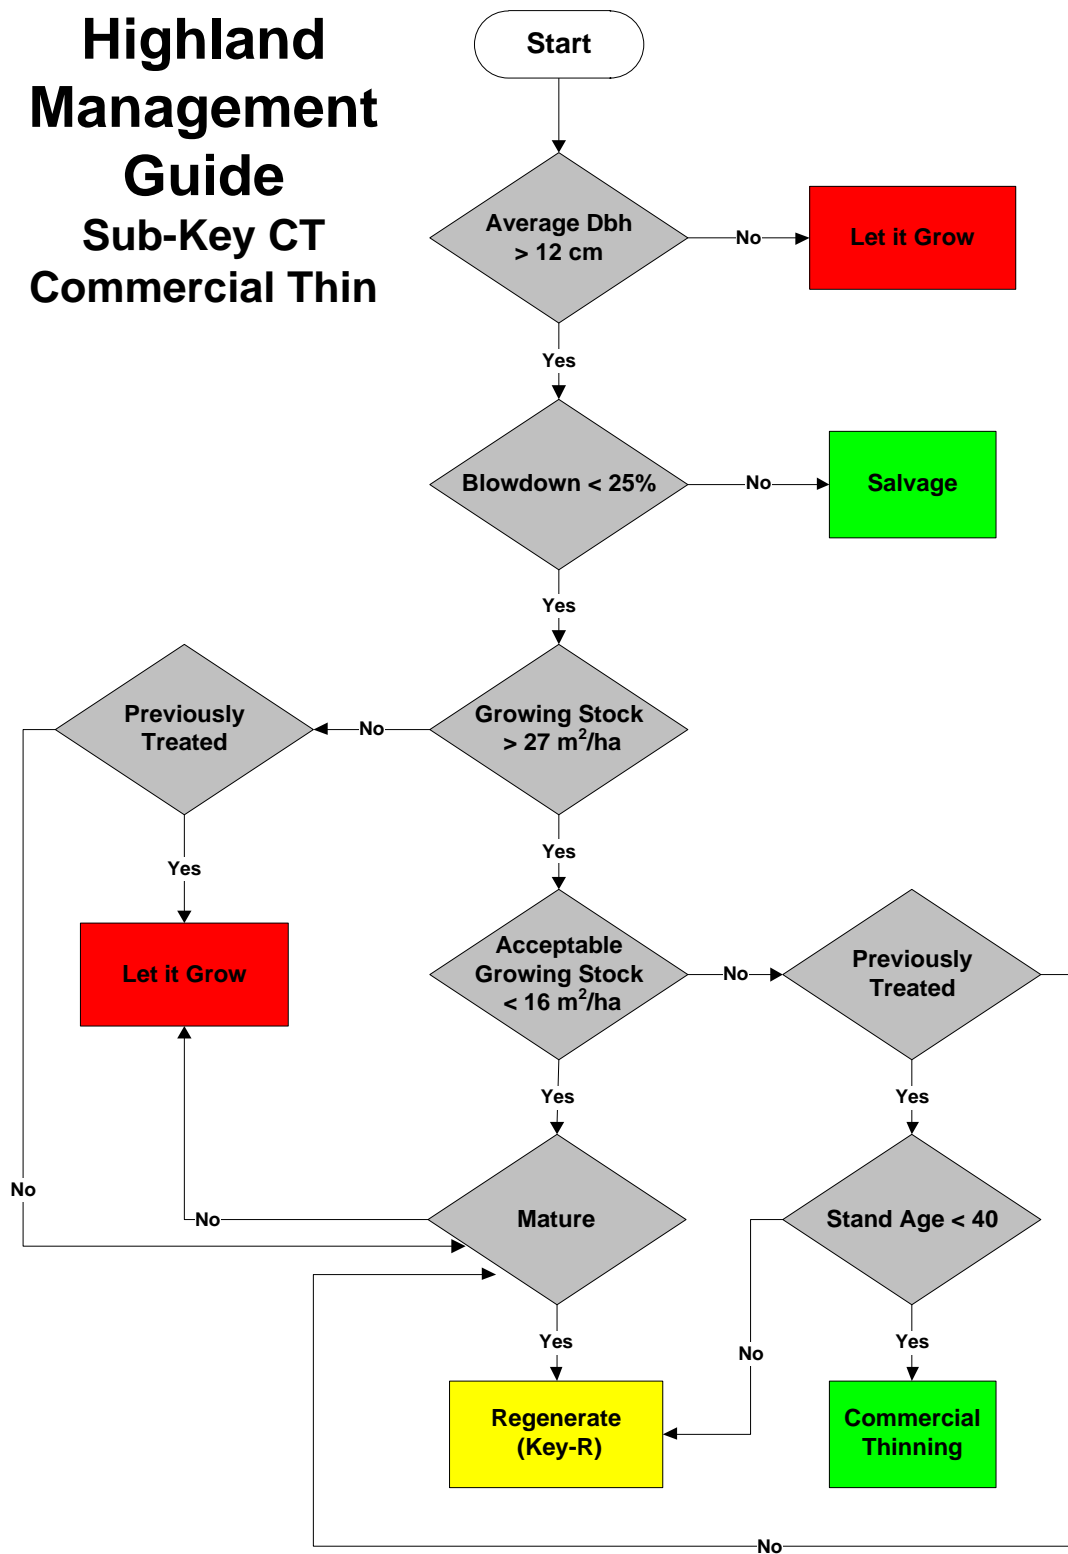 Highland
Management
Guide
Sub-Key CT
Commercial Thin
Start
Average Dbh
> 12 cm
No
Let it Grow
Yes
Blowdown < 25%
No
Salvage
Yes
Previously
Treated
No
Growing Stock
> 27 m²/ha
Yes
Yes
Let it Grow
Acceptable
Growing Stock
< 16 m²/ha
No
Previously
Treated
Yes
Yes
No
No
Mature
Stand Age < 40
Yes
No
Yes
Regenerate
(Key-R)
Commercial
Thinning
No